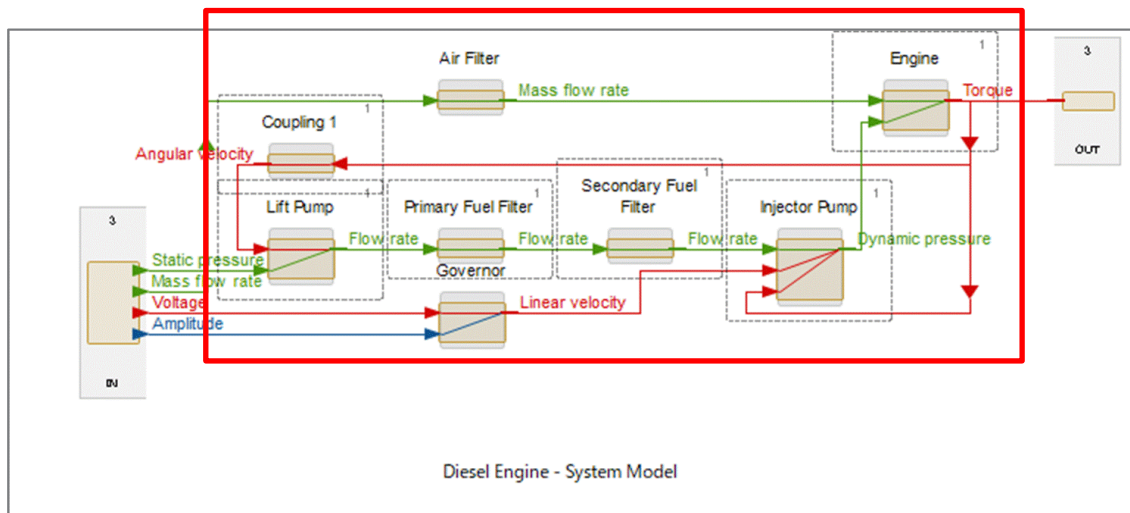 1
3
Air Filter
Engine
Mass flow rate
Torque
1
Coupling 1
OUT
Angular velocity
1
1
1
1
3
Lift Pump
Primary Fuel Filter
Secondary Fuel
Filter
Injector Pump
Flow rate
Flow rate
Flow rate
Dynamic pressure
Static pressure
Governor
Mass flow rate
Voltage
Linear velocity
Amplitude
IN
Diesel Engine - System Model